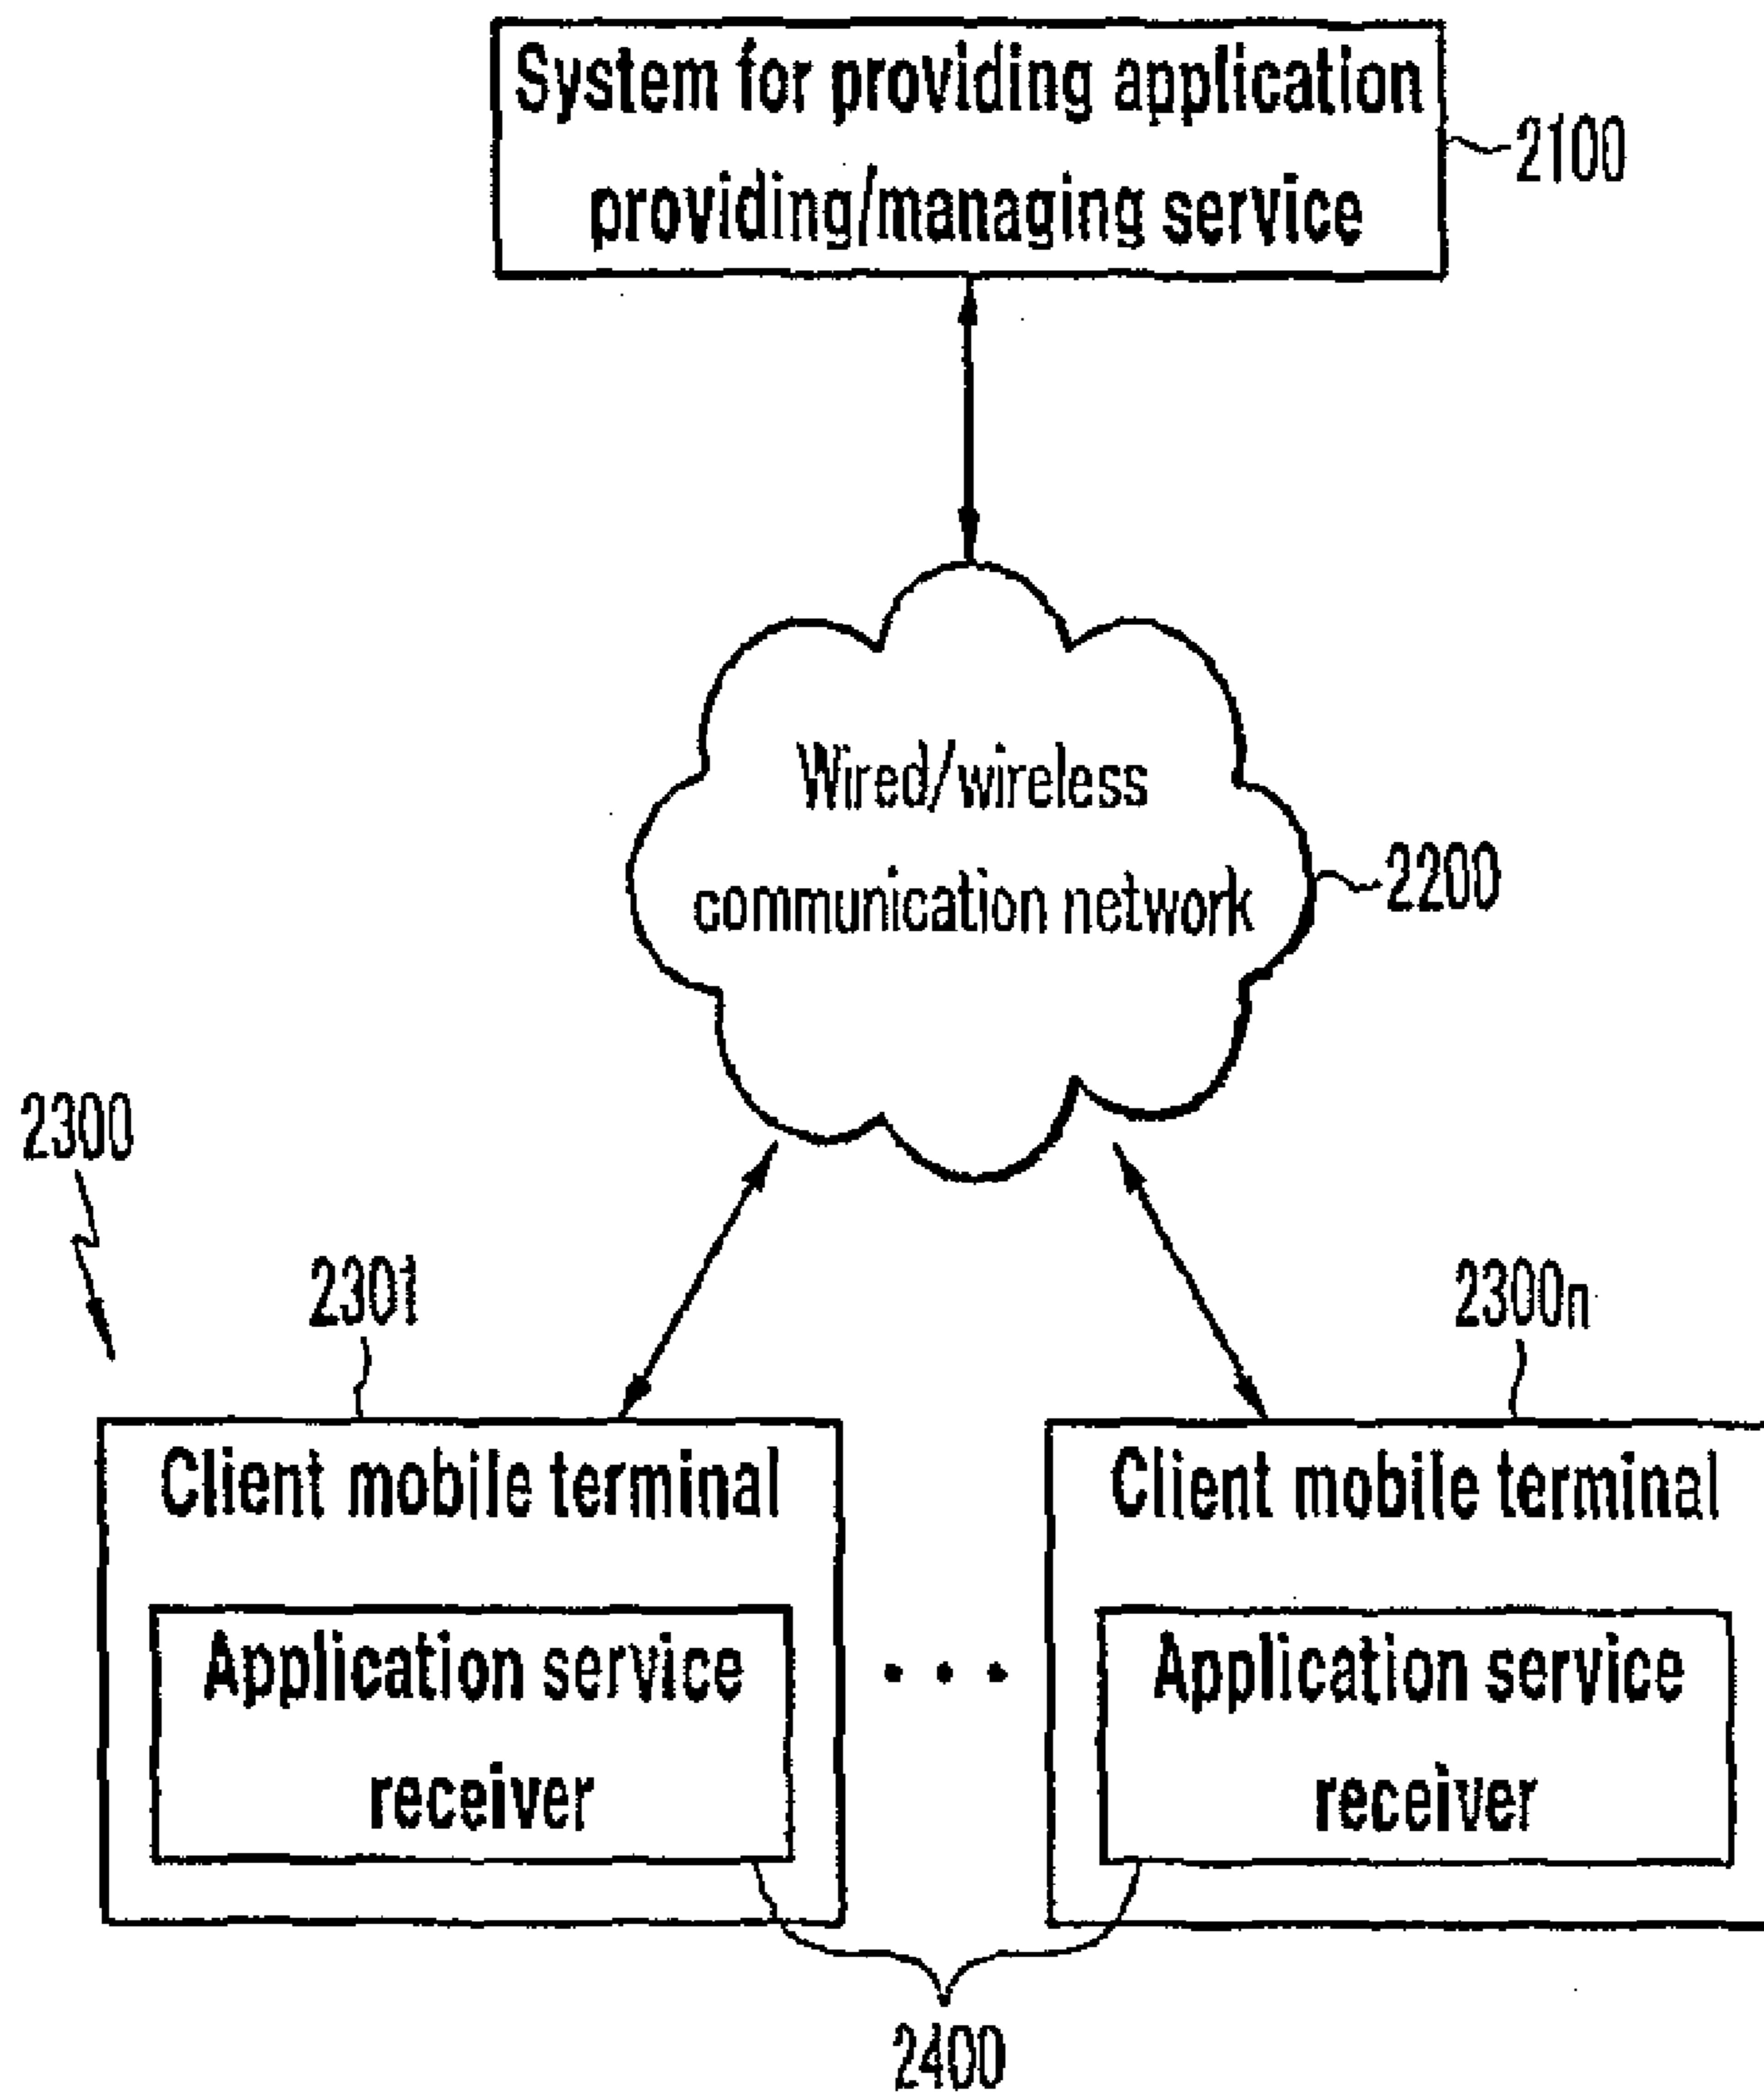 System for providing application
providing/managing service
2100
Wired/wireless
communication network
2200
2300
2301
2300n
Client mobile terminal
Application service
receiver
Client mobile terminal
Application service
receiver
2400